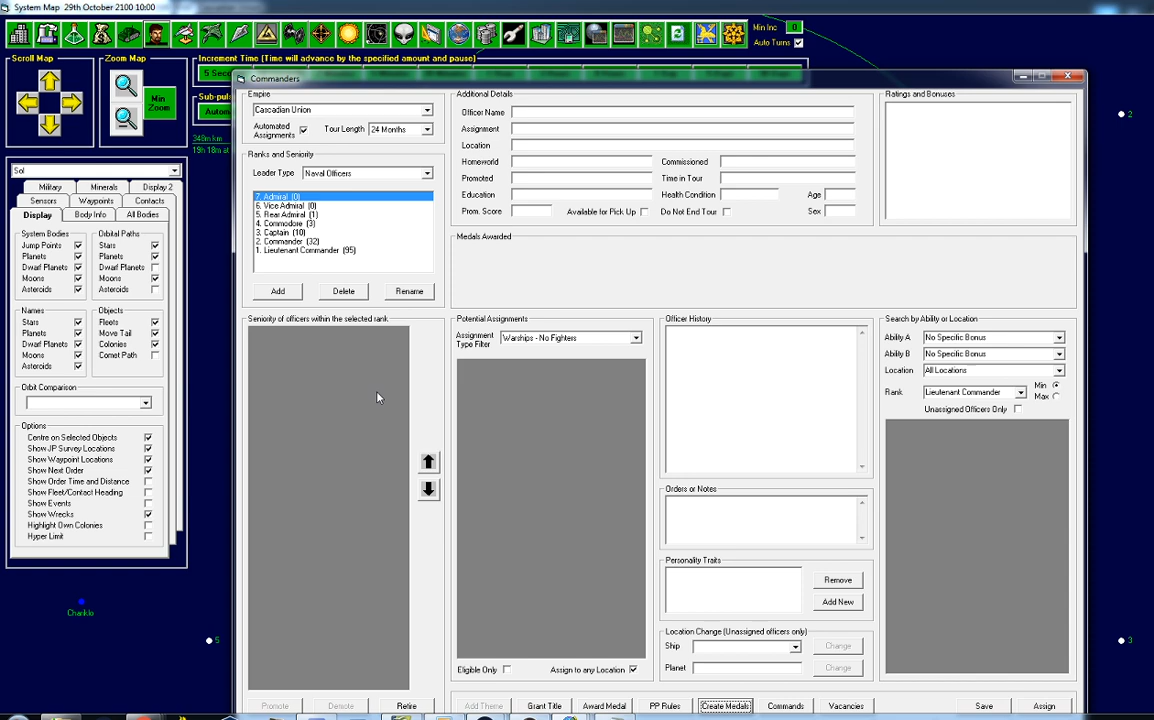 System Map 29th October 2100 10:00
Min Inc 0
Auto Turns
Scroll Map
Zoom Map
Min Zoom
Increment Time (Time will advance by the specified amount and pause)
Sub-pul
Autom
346m km
19h 18m at
Sol
Military Minerals Display 2
Sensors Waypoints Contacts
Display Body Info All Bodies
System Bodies
Jump Points
Planets
Dwarf Planets
Moons
Asteroids
Orbital Paths
Stars
Planets
Dwarf Planets
Moons
Asteroids
Names
Stars
Planets
Dwarf Planets
Moons
Asteroids
Objects
Fleets
Move Tail
Colonies
Comet Path
Orbit Comparison
Options
Centre on Selected Objects
Show JP Survey Locations
Show Waypoint Locations
Show Next Order
Show Order Time and Distance
Show Fleet/Contact Heading
Show Events
Show Wrecks
Highlight Own Colonies
Hyper Limit
5
2
3
Commanders
Empire
Cascadian Union
Automated Assignments
Tour Length 24 Months
Ranks and Seniority
Leader Type Naval Officers
7. Admiral (0)
6. Vice Admiral (0)
5. Rear Admiral (1)
4. Commodore (3)
3. Captain (10)
2. Commander (32)
1. Lieutenant Commander (95)
Add Delete Rename
Seniority of officers within the selected rank
Promote Demote Retire
Additional Details
Officer Name
Assignment
Location
Homeworld Commissioned
Promoted Time in Tour
Education Health Condition Age
Prom. Score Available for Pick Up Do Not End Tour Sex
Ratings and Bonuses
Medals Awarded
Potential Assignments
Assignment Type Filter Warships - No Fighters
Eligible Only Assign to any Location
Officer History
Orders or Notes
Personality Traits
Remove
Add New
Location Change (Unassigned officers only)
Ship Change
Planet Change
Search by Ability or Location
Ability A No Specific Bonus
Ability B No Specific Bonus
Location All Locations
Rank Lieutenant Commander Min
Max
Unassigned Officers Only
Add Theme Grant Title Award Medal PP Rules Create Medals Commands Vacancies Save Assign